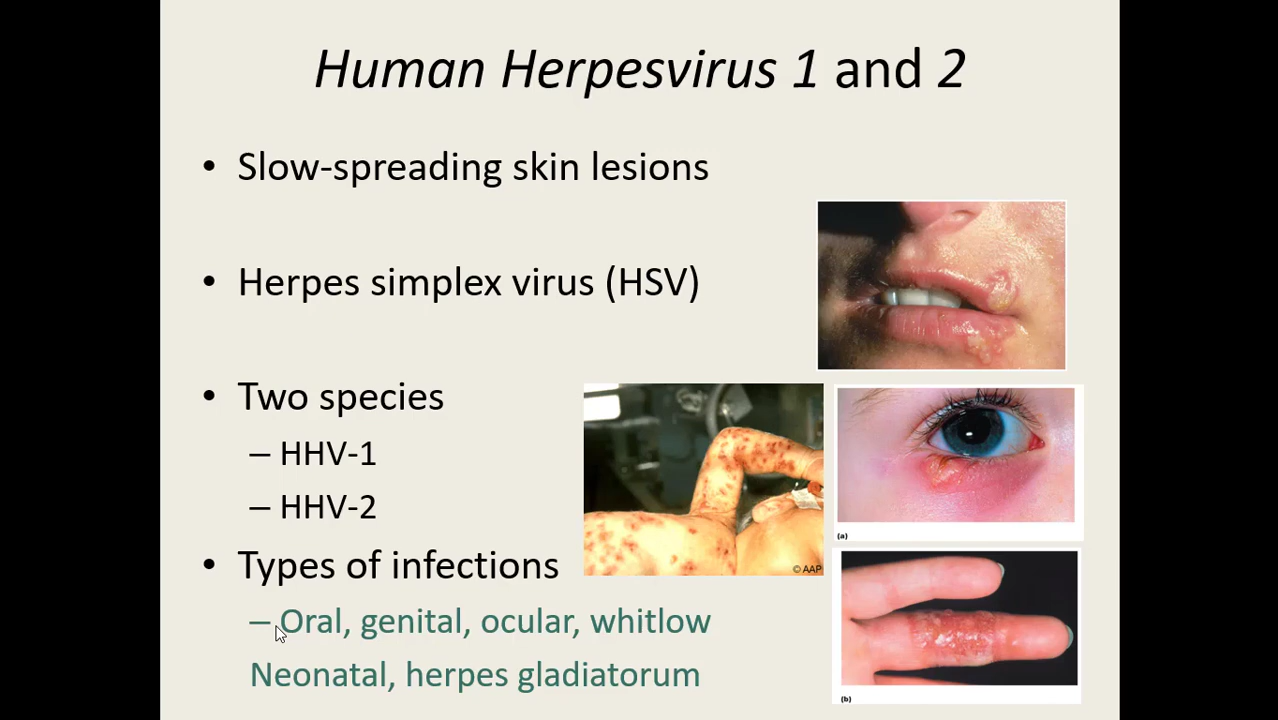 Human Herpesvirus 1 and 2
• Slow-spreading skin lesions
• Herpes simplex virus (HSV)
• Two species
– HHV-1
– HHV-2
• Types of infections
– Oral, genital, ocular, whitlow
Neonatal, herpes gladiatorum
© AAP
(a)
(b)